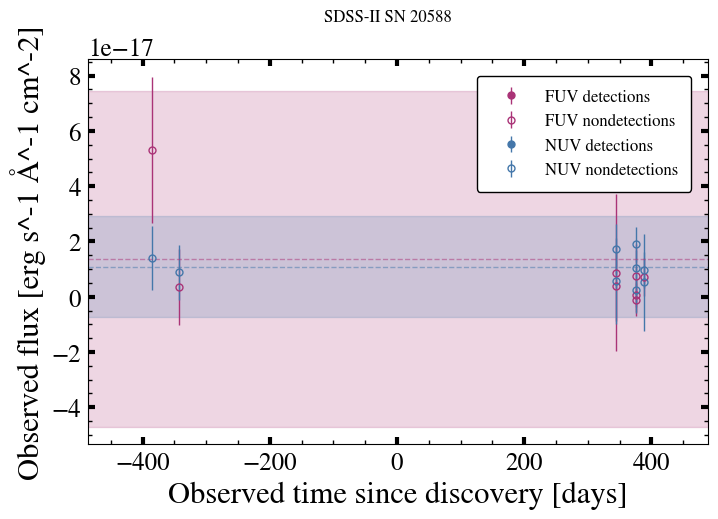 SDSS-II SN 20588
1e−17
8
6
4
2
0
−2
−4
FUV detections
FUV nondetections
NUV detections
NUV nondetections
Observed flux [erg s^-1 Å^-1 cm^-2]
−400
−200
0
200
400
Observed time since discovery [days]